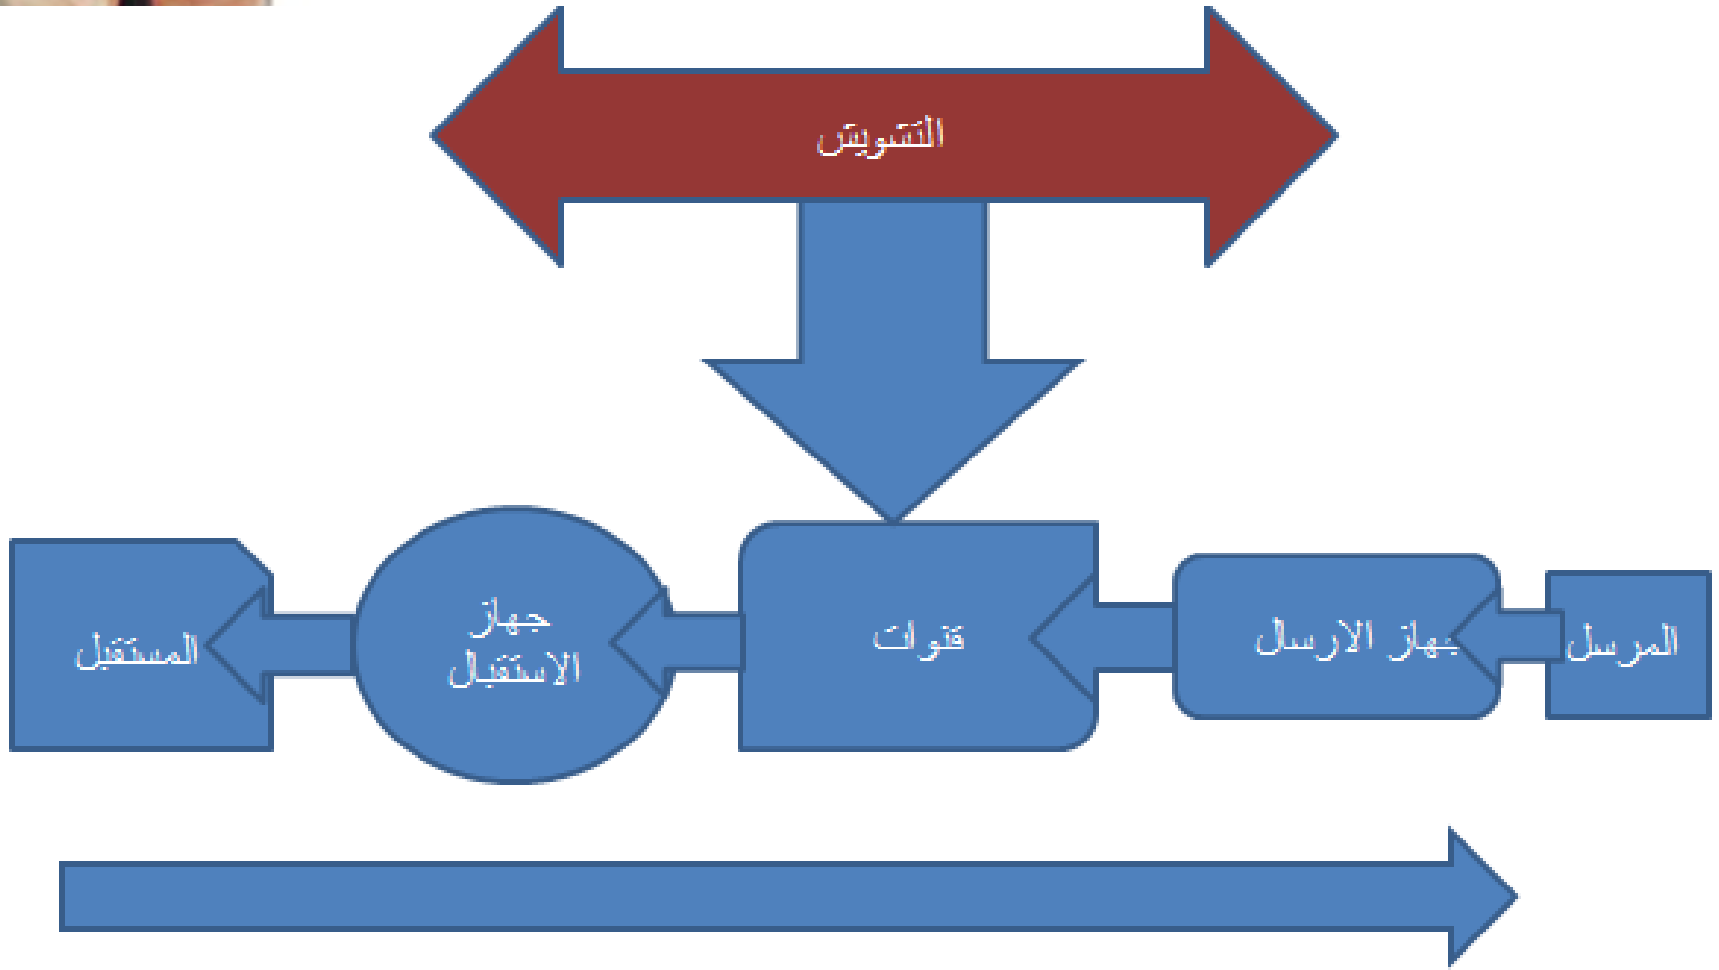 التشويش
المرسل
جهاز الارسال
قنوات
جهاز
الاستقبال
المستقبل